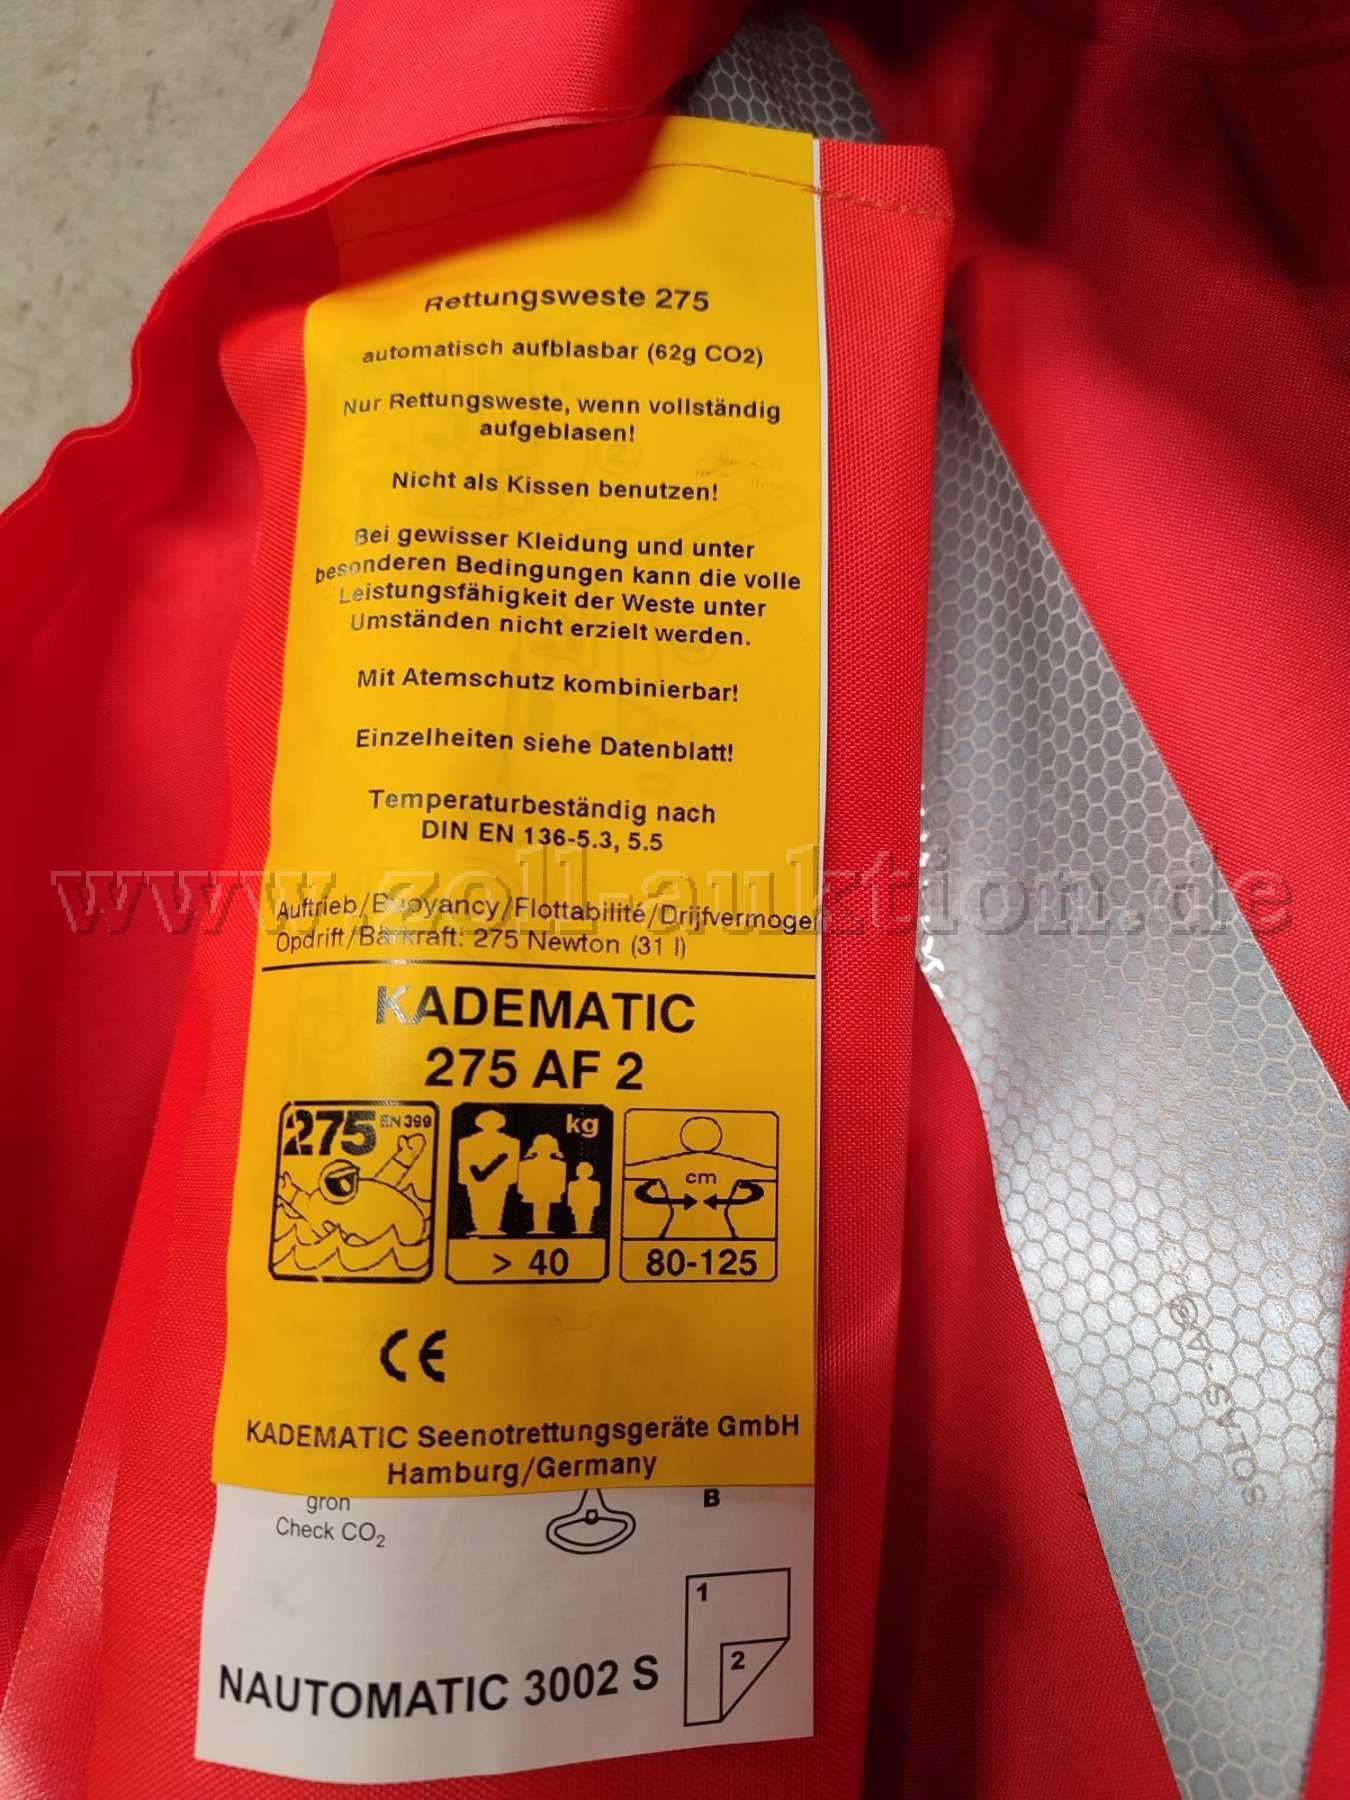 Rettungsweste 275
automatisch aufblasbar (62g CO2)
Nur Rettungsweste, wenn vollständig
aufgeblasen!
Nicht als Kissen benutzen!
Bei gewisser Kleidung und unter
besonderen Bedingungen kann die volle
Leistungsfähigkeit der Weste unter
Umständen nicht erzielt werden.
Mit Atemschutz kombinierbar!
Einzelheiten siehe Datenblatt!
Temperaturbeständig nach
DIN EN 136-5.3, 5.5
www.zoll-auktion.de
Auftrieb/Buoyancy/Flottabilité/Drijfvermogen
Opdrift/Bärkraft: 275 Newton (31 l)
KADEMATIC
275 AF 2
275 EN 399
kg
> 40
cm
80-125
CE
KADEMATIC Seenotrettungsgeräte GmbH
Hamburg/Germany
grön
Check CO2
B
1
2
NAUTOMATIC 3002 S
SOLAS